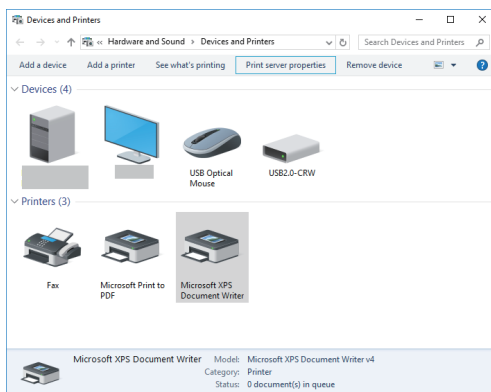 Devices and Printers
« Hardware and Sound › Devices and Printers
Search Devices and Printers
Add a device Add a printer See what's printing Print server properties Remove device
Devices (4)
USB Optical
Mouse
USB2.0-CRW
Printers (3)
Fax
Microsoft Print to
PDF
Microsoft XPS
Document Writer
Microsoft XPS Document Writer Model: Microsoft XPS Document Writer v4
Category: Printer
Status: 0 document(s) in queue